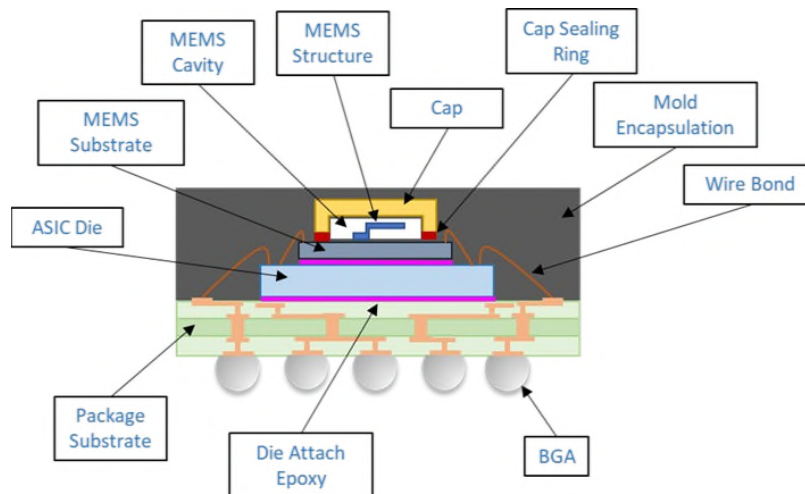 MEMS
Cavity
MEMS
Structure
Cap Sealing
Ring
Mold
Encapsulation
Cap
MEMS
Substrate
Wire Bond
ASIC Die
Package
Substrate
Die Attach
Epoxy
BGA